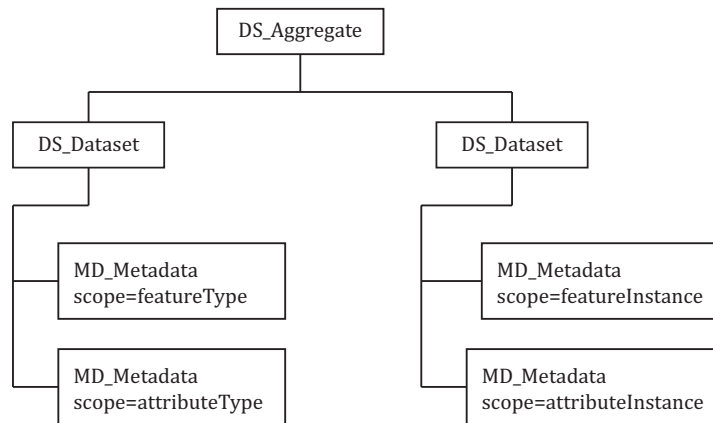 DS_Aggregate
DS_Dataset
DS_Dataset
MD_Metadata
scope=featureType
MD_Metadata
scope=featureInstance
MD_Metadata
scope=attributeType
MD_Metadata
scope=attributeInstance